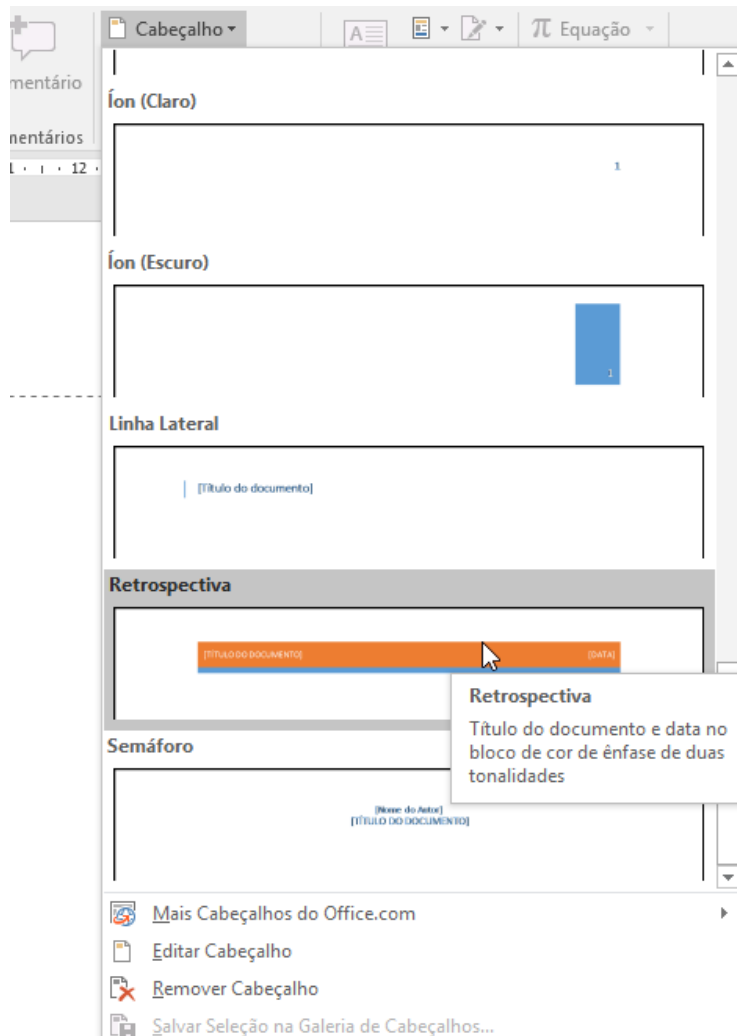 Cabeçalho
A
π Equação
mentário
nentários
1 · ı · 12 ·
Íon (Claro)
1
Íon (Escuro)
1
Linha Lateral
[Título do documento]
Retrospectiva
[TÍTULO DO DOCUMENTO] [DATA]
Retrospectiva
Título do documento e data no
bloco de cor de ênfase de duas
tonalidades
Semáforo
[Nome do Autor]
[TÍTULO DO DOCUMENTO]
Mais Cabeçalhos do Office.com
Editar Cabeçalho
Remover Cabeçalho
Salvar Seleção na Galeria de Cabeçalhos...